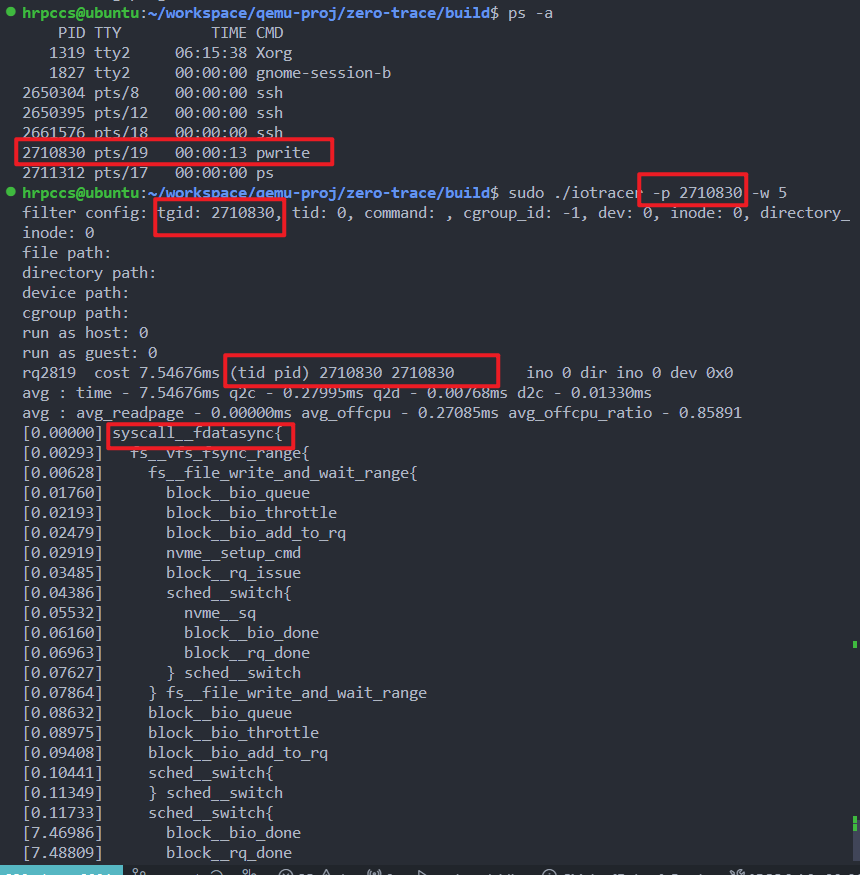 hrpccs@ubuntu:~/workspace/qemu-proj/zero-trace/build$ ps -a
PID TTY TIME CMD
1319 tty2 06:15:38 Xorg
1827 tty2 00:00:00 gnome-session-b
2650304 pts/8 00:00:00 ssh
2650395 pts/12 00:00:00 ssh
2661576 pts/18 00:00:00 ssh
2710830 pts/19 00:00:13 pwrite
2711312 pts/17 00:00:00 ps
hrpccs@ubuntu:~/workspace/qemu-proj/zero-trace/build$ sudo ./iotracer -p 2710830 -w 5
filter config: tgid: 2710830, tid: 0, command: , cgroup_id: -1, dev: 0, inode: 0, directory_
inode: 0
file path:
directory path:
device path:
cgroup path:
run as host: 0
run as guest: 0
rq2819 cost 7.54676ms (tid pid) 2710830 2710830 ino 0 dir ino 0 dev 0x0
avg : time - 7.54676ms q2c - 0.27995ms q2d - 0.00768ms d2c - 0.01330ms
avg : avg_readpage - 0.00000ms avg_offcpu - 0.27085ms avg_offcpu_ratio - 0.85891
[0.00000] syscall__fdatasync{
[0.00293] fs__vfs_fsync_range{
[0.00628] fs__file_write_and_wait_range{
[0.01760] block__bio_queue
[0.02193] block__bio_throttle
[0.02479] block__bio_add_to_rq
[0.02919] nvme__setup_cmd
[0.03485] block__rq_issue
[0.04386] sched__switch{
[0.05532] nvme__sq
[0.06160] block__bio_done
[0.06963] block__rq_done
[0.07627] } sched__switch
[0.07864] } fs__file_write_and_wait_range
[0.08632] block__bio_queue
[0.08975] block__bio_throttle
[0.09408] block__bio_add_to_rq
[0.10441] sched__switch{
[0.11349] } sched__switch
[0.11733] sched__switch{
[7.46986] block__bio_done
[7.48809] block__rq_done